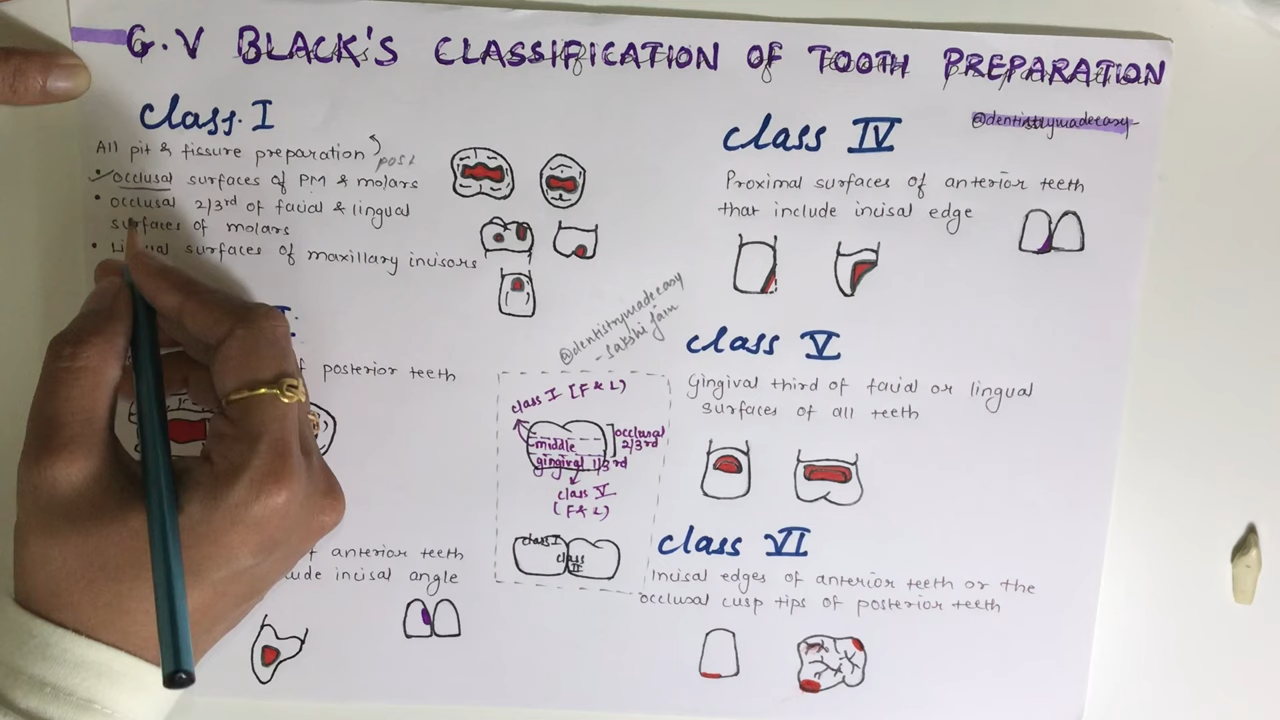 G.V BLACK'S CLASSIFICATION OF TOOTH PREPARATION
@dentistrymadeeasy
Class I
All pit & fissure preparation
• Occlusal surfaces of PM & molars
• Occlusal 2/3rd of facial & lingual
surfaces of molars
• Lingual surfaces of maxillary incisors
posterior teeth
anterior teeth
incisal angle
@dentistrymadeeasy
- Sakshi Jain
class I [F & L)
occlusal
2/3rd
middle
gingival 1/3rd
class V
(F & L)
class I
class
II
Class IV
Proximal surfaces of anterior teeth
that include incisal edge
Class V
Gingival third of facial or lingual
surfaces of all teeth
Class VI
Incisal edges of anterior teeth or the
occlusal cusp tips of posterior teeth